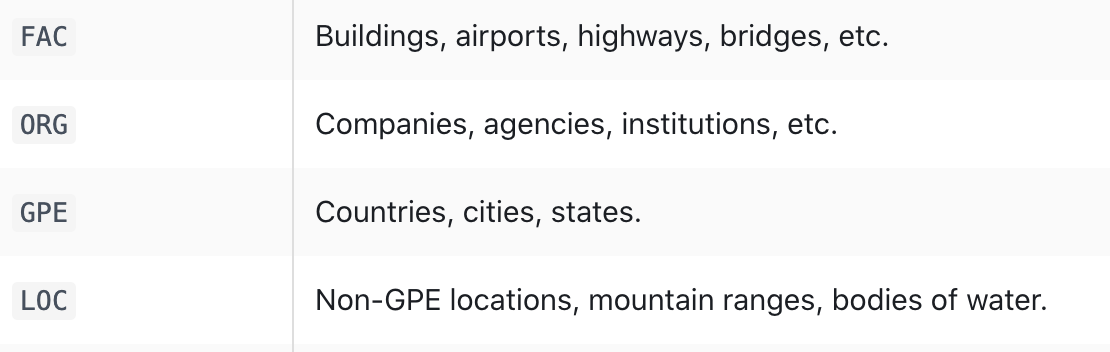 FAC Buildings, airports, highways, bridges, etc.
ORG Companies, agencies, institutions, etc.
GPE Countries, cities, states.
LOC Non-GPE locations, mountain ranges, bodies of water.